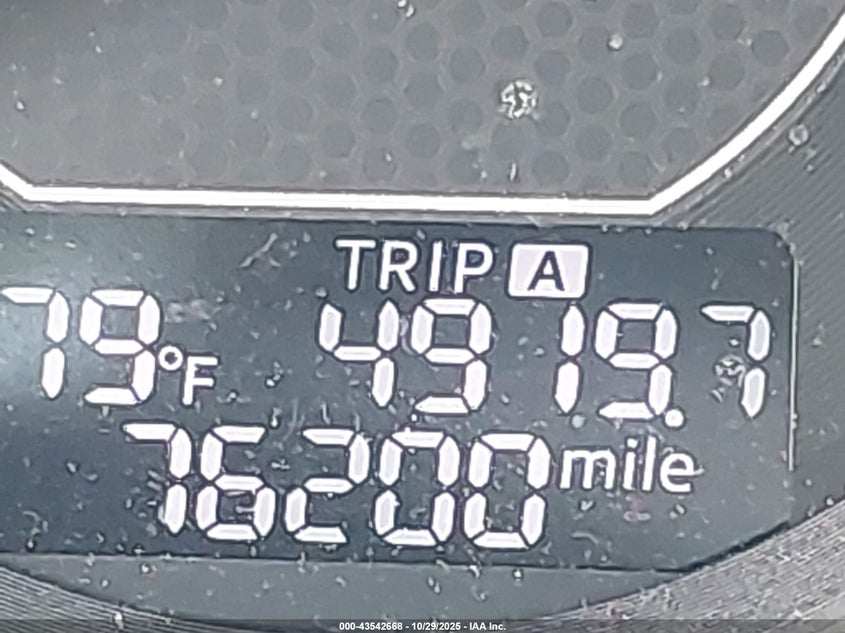 TRIP A
79°F 4919.7
76200 mile
000-43542668 - 10/29/2025 - IAA Inc.